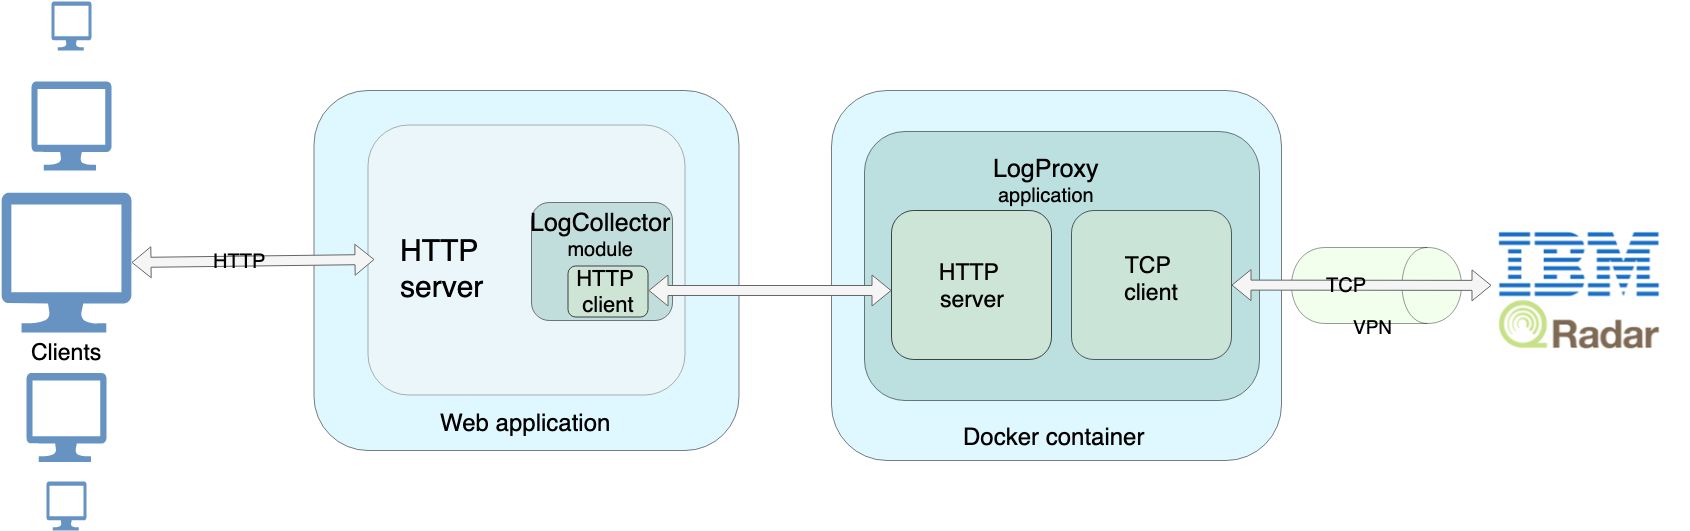 Clients
HTTP
HTTP
server
LogCollector
module
HTTP
client
Web application
LogProxy
application
HTTP
server
TCP
client
Docker container
TCP
VPN
IBM
QRadar